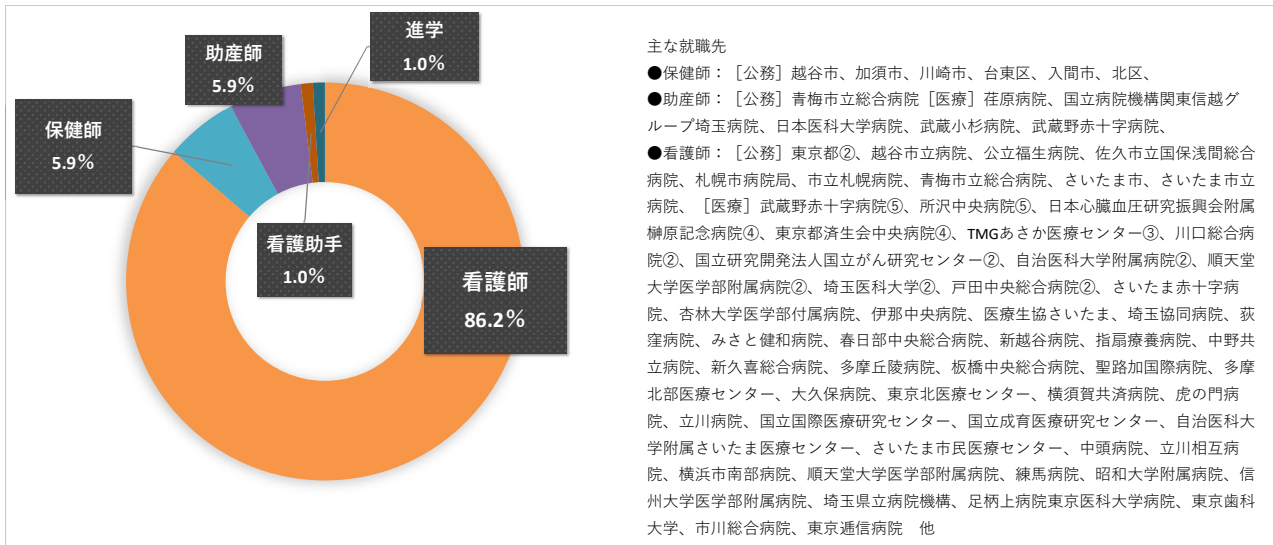 進学
1.0%
助産師
5.9%
保健師
5.9%
看護助手
1.0%
看護師
86.2%
主な就職先
●保健師：［公務］越谷市、加須市、川崎市、台東区、入間市、北区、
●助産師：［公務］青梅市立総合病院［医療］荏原病院、国立病院機構関東信越グ
ループ埼玉病院、日本医科大学病院、武蔵小杉病院、武蔵野赤十字病院、
●看護師：［公務］東京都②、越谷市立病院、公立福生病院、佐久市立国保浅間総合
病院、札幌市病院局、市立札幌病院、青梅市立総合病院、さいたま市、さいたま市立
病院、［医療］武蔵野赤十字病院⑤、所沢中央病院⑤、日本心臓血圧研究振興会附属
榊原記念病院④、東京都済生会中央病院④、TMGあさか医療センター③、川口総合病
院②、国立研究開発法人国立がん研究センター②、自治医科大学附属病院②、順天堂
大学医学部附属病院②、埼玉医科大学②、戸田中央総合病院②、さいたま赤十字病
院、杏林大学医学部付属病院、伊那中央病院、医療生協さいたま、埼玉協同病院、荻
窪病院、みさと健和病院、春日部中央総合病院、新越谷病院、指扇療養病院、中野共
立病院、新久喜総合病院、多摩丘陵病院、板橋中央総合病院、聖路加国際病院、多摩
北部医療センター、大久保病院、東京北医療センター、横須賀共済病院、虎の門病
院、立川病院、国立国際医療研究センター、国立成育医療研究センター、自治医科大
学附属さいたま医療センター、さいたま市民医療センター、中頭病院、立川相互病
院、横浜市南部病院、順天堂大学医学部附属病院、練馬病院、昭和大学附属病院、信
州大学医学部附属病院、埼玉県立病院機構、足柄上病院東京医科大学病院、東京歯科
大学、市川総合病院、東京逓信病院　他